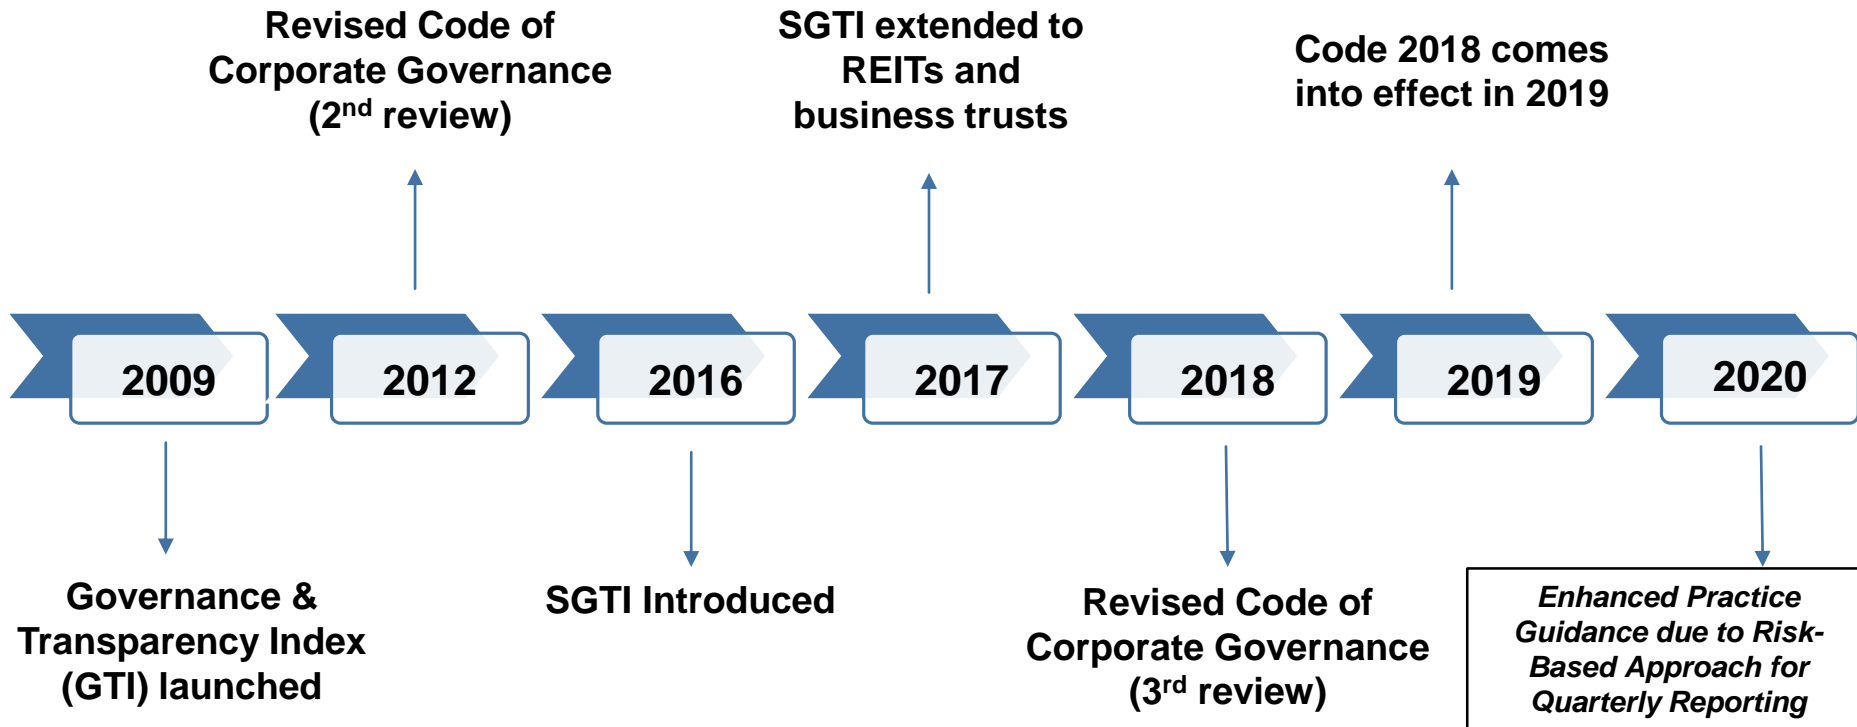 Revised Code of
Corporate Governance
(2nd review)
SGTI extended to
REITs and
business trusts
Code 2018 comes
into effect in 2019
2009
2012
2016
2017
2018
2019
2020
Governance &
Transparency Index
(GTI) launched
SGTI Introduced
Revised Code of
Corporate Governance
(3rd review)
Enhanced Practice
Guidance due to Risk-
Based Approach for
Quarterly Reporting